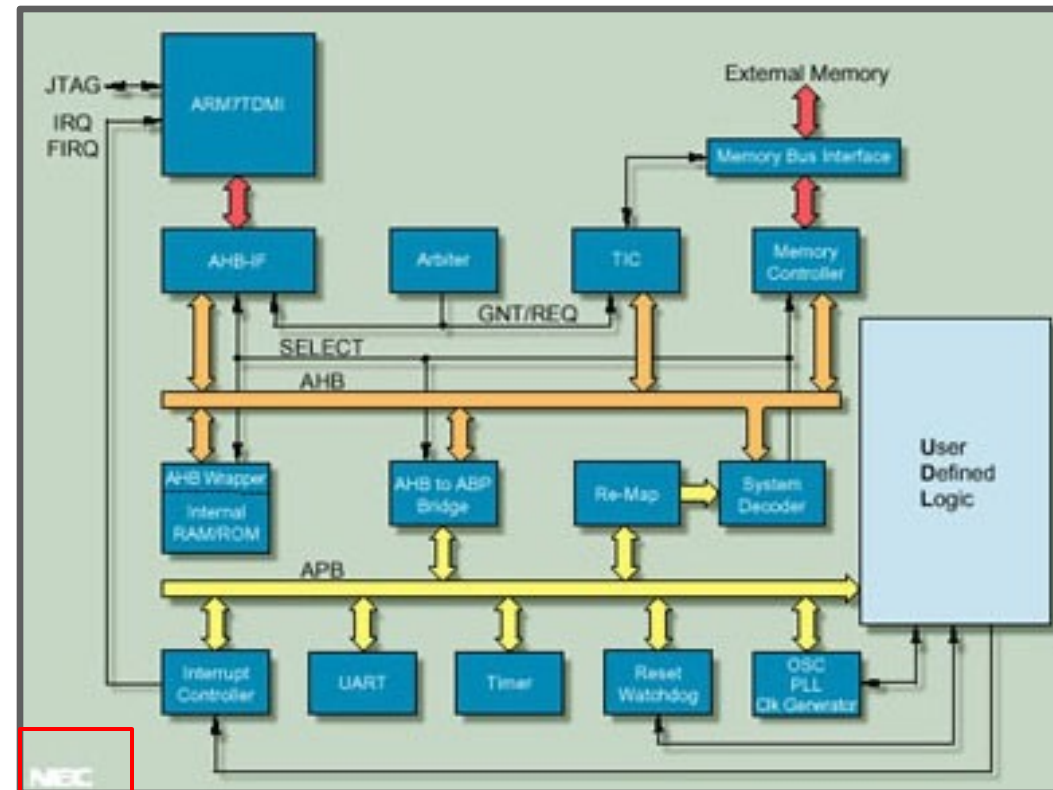 External Memory
JTAG
ARM7TDMI
IRQ
FIRQ
Memory Bus Interface
AHB-IF
Arbiter
TIC
Memory
Controller
GNT/REQ
SELECT
AHB
User
Defined
Logic
AHB Wrapper
Internal
RAM/ROM
AHB to ABP
Bridge
Re-Map
System
Decoder
APB
Interrupt
Controller
UART
Timer
Reset
Watchdog
OSC
PLL
Clk Generator
NEC